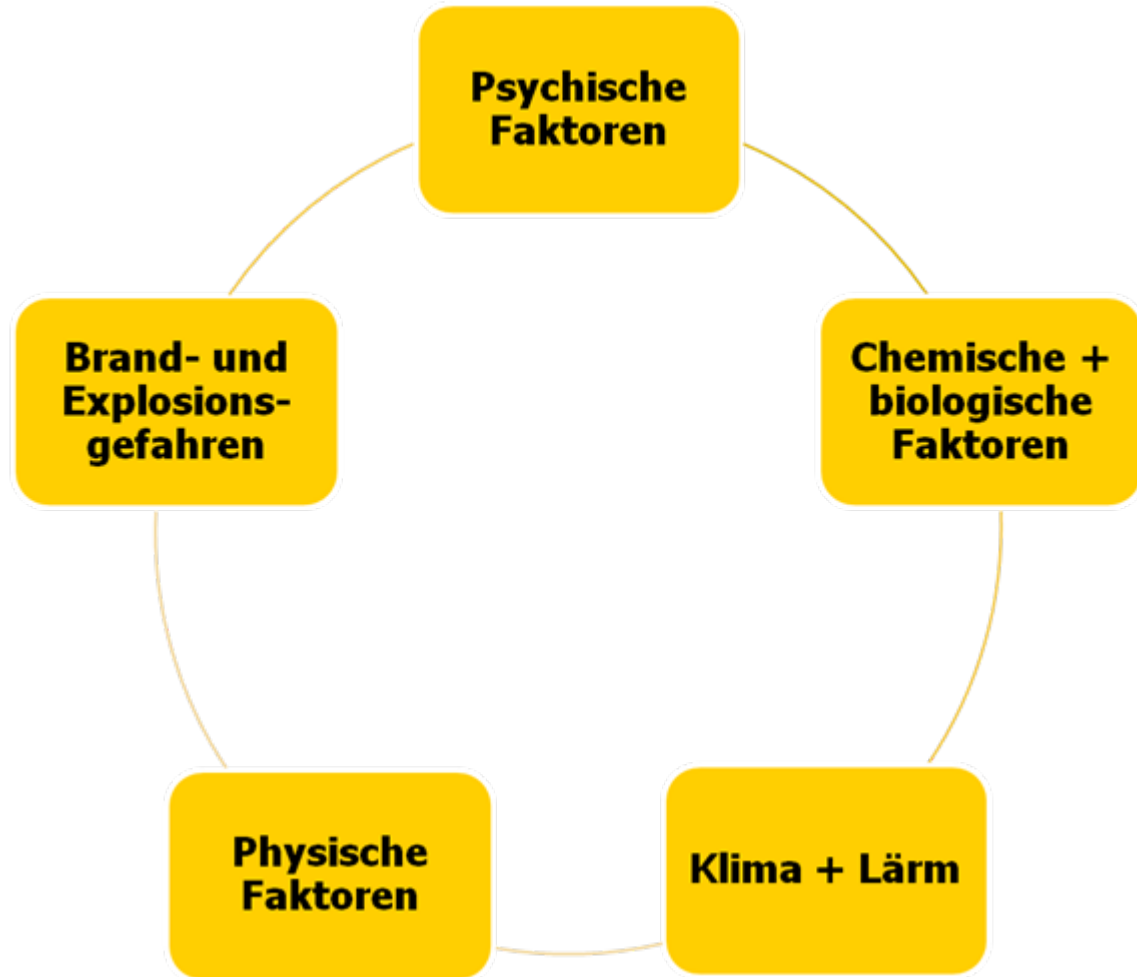 Psychische
Faktoren
Chemische +
biologische
Faktoren
Klima + Lärm
Physische
Faktoren
Brand- und
Explosions-
gefahren